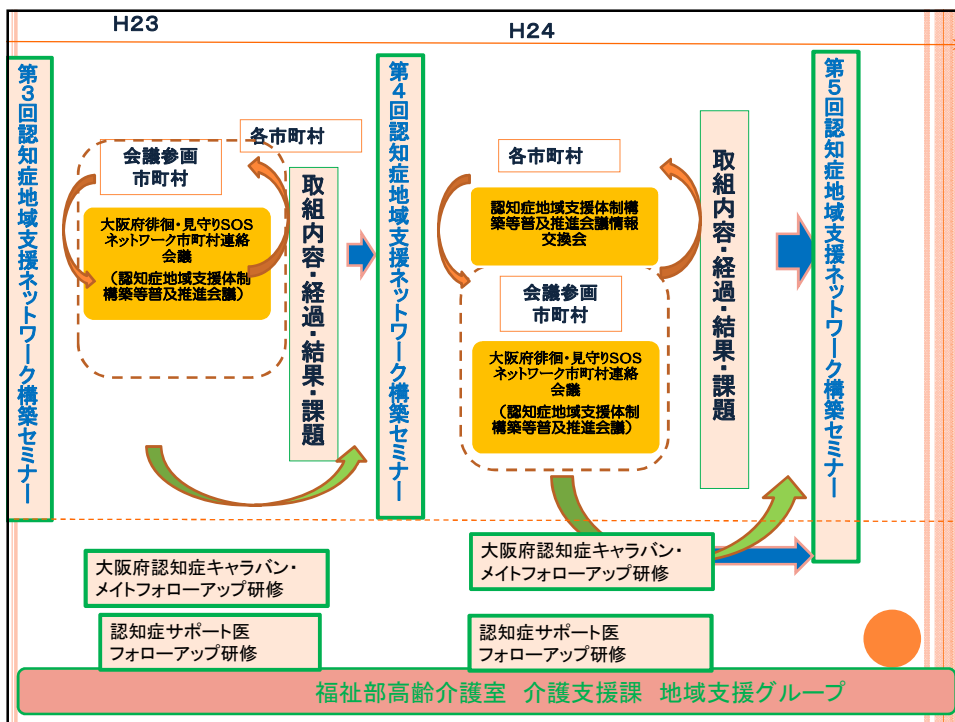 H23
H24
第3回認知症地域支援ネットワーク構築セミナー
各市町村
会議参画
市町村
大阪府徘徊・見守りSOS
ネットワーク市町村連絡
会議
（認知症地域支援体制
構築等普及推進会議）
取組内容・経過・結果・課題
第4回認知症地域支援ネットワーク構築セミナー
各市町村
認知症地域支援体制構
築等普及推進会議情報
交換会
会議参画
市町村
大阪府徘徊・見守りSOS
ネットワーク市町村連絡
会議
（認知症地域支援体制
構築等普及推進会議）
取組内容・経過・結果・課題
第5回認知症地域支援ネットワーク構築セミナー
大阪府認知症キャラバン・
メイトフォローアップ研修
認知症サポート医
フォローアップ研修
大阪府認知症キャラバン・
メイトフォローアップ研修
認知症サポート医
フォローアップ研修
福祉部高齢介護室　介護支援課　地域支援グループ